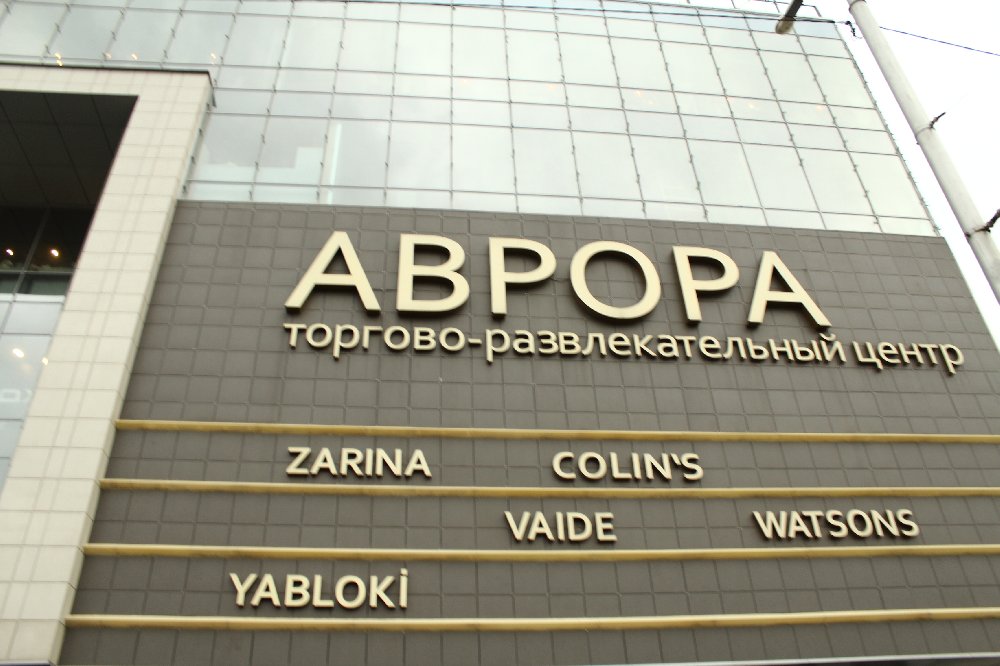 АВРОРА
торгово-развлекательный центр
ZARINA COLIN'S
VAIDE WATSONS
YABLOKİ